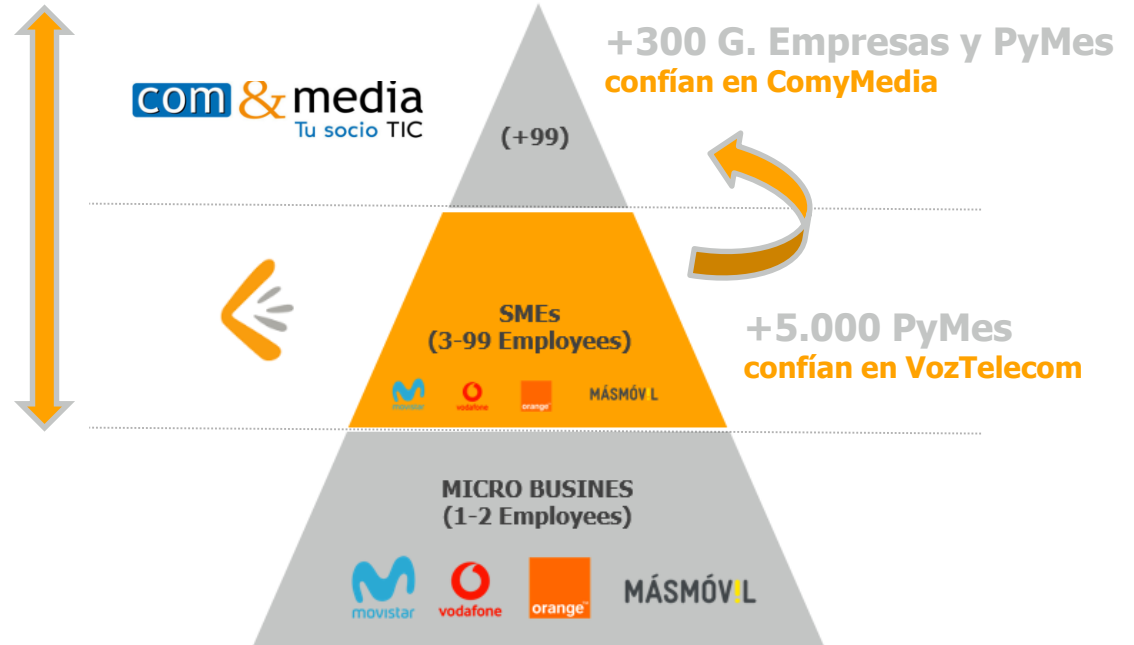 +300 G. Empresas y PyMes
confían en ComyMedia
com & media
Tu socio TIC
(+99)
SMEs
(3-99 Employees)
+5.000 PyMes
confían en VozTelecom
movistar
vodafone
orange
MÁSMÓV!L
MICRO BUSINES
(1-2 Employees)
movistar
vodafone
orange™
MÁSMÓV!L